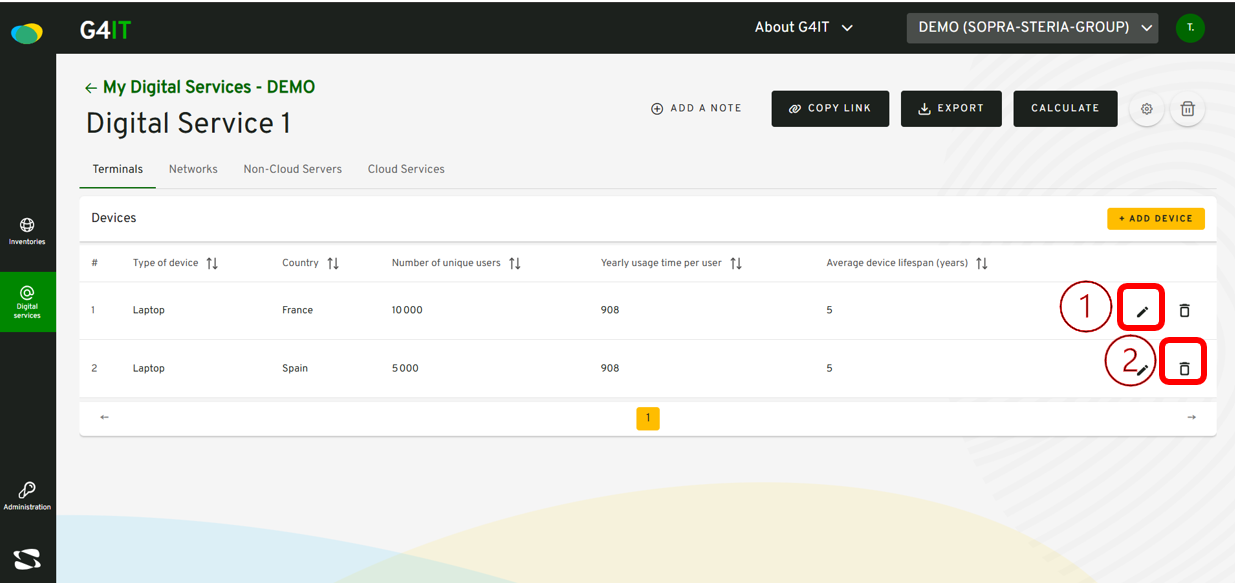 G4IT
About G4IT
DEMO (SOPRA-STERIA-GROUP)
T.
My Digital Services - DEMO
Digital Service 1
ADD A NOTE
COPY LINK
EXPORT
CALCULATE
Terminals Networks Non-Cloud Servers Cloud Services
Inventories
Digital
services
Administration
Devices
+ ADD DEVICE
# Type of device Country Number of unique users Yearly usage time per user Average device lifespan (years)
1 Laptop France 10 000 908 5
1
2 Laptop Spain 5 000 908 5
2
1